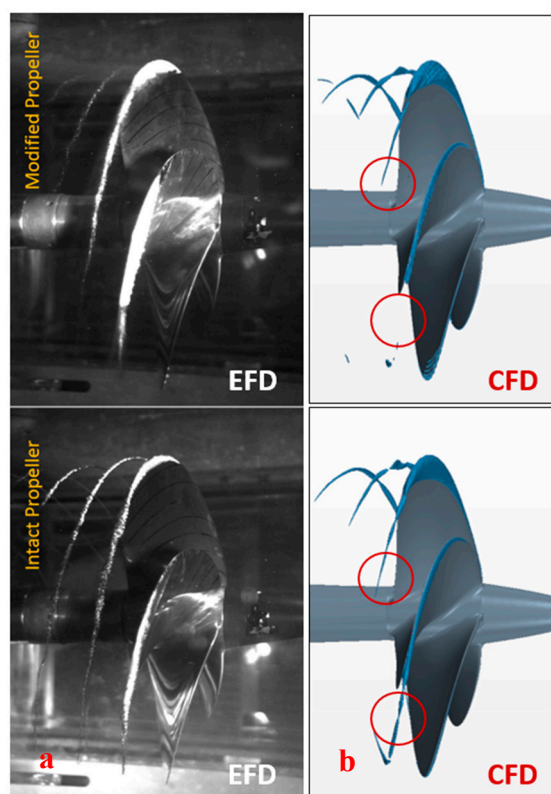 Modified Propeller
EFD
CFD
Intact Propeller
a
EFD
b
CFD